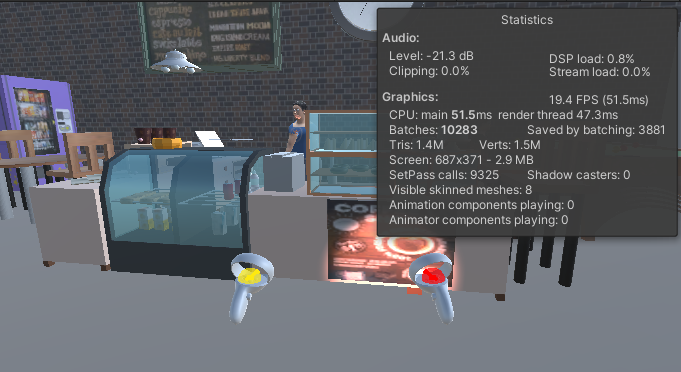 cappuccino
espresso
Statistics
Audio:
Level: -21.3 dB
DSP load: 0.8%
Clipping: 0.0%
Stream load: 0.0%
Graphics:
19.4 FPS (51.5ms)
CPU: main 51.5ms render thread 47.3ms
Batches: 10283 Saved by batching: 3881
Tris: 1.4M Verts: 1.5M
Screen: 687x371 - 2.9 MB
SetPass calls: 9325 Shadow casters: 0
Visible skinned meshes: 8
Animation components playing: 0
Animator components playing: 0